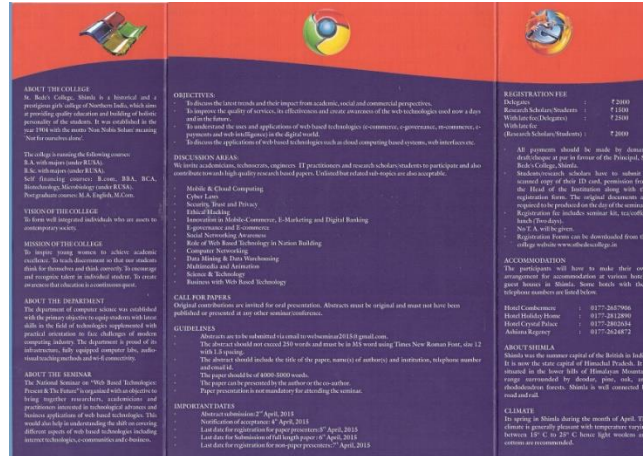 ABOUT THE COLLEGE
St. Bede's College, Shimla is a historical and a
prestigious girls' college of Northern India, which aims
at providing quality education and building of holistic
personality of the students. It was established in the
year 1904 with the motto 'Non Nobis Solum' meaning
'Not for ourselves alone'.
The college is running the following courses:
B.A. with majors (under RUSA).
B.Sc. with majors (under RUSA).
Self financing courses: B.com, BBA, BCA,
Biotechnology, Microbiology (under RUSA).
Post graduate courses: M.A. English, M.Com.
VISION OF THE COLLEGE
To form well integrated individuals who are assets to
contemporary society.
MISSION OF THE COLLEGE
To inspire young women to achieve academic
excellence. To teach discernment so that our students
think for themselves and think correctly. To encourage
and recognize talent in individual student. To create
awareness that education is a continuous quest.
ABOUT THE DEPARTMENT
The department of computer science was established
with the primary objective to equip students with latest
skills in the field of technologies supplemented with
practical orientation to face challenges of modern
computing industry. The department is proud of its
infrastructure, fully equipped computer labs, audio-
visual teaching methods and wi-fi connectivity.
ABOUT THE SEMINAR
The National Seminar on "Web Based Technologies:
Present & The Future" is organized with an objective to
bring together researchers, academicians and
practitioners interested in technological advances and
business applications of web based technologies. This
would also help in understanding the shift on covering
different aspects of web based technologies including
internet technologies, e-communities and e-business.
OBJECTIVES:
· To discuss the latest trends and their impact from academic, social and commercial perspectives.
· To improve the quality of services, its effectiveness and create awareness of the web technologies used now a days
and in the future.
· To understand the uses and applications of web based technologies (e-commerce, e-governance, m-commerce, e-
payments and web intelligence) in the digital world.
· To discuss the applications of web based technologies such as cloud computing based systems, web interfaces etc.
DISCUSSION AREAS:
We invite academicians, technocrats, engineers IT practitioners and research scholars/students to participate and also
contribute towards high quality research based papers. Unlisted but related sub-topics are also acceptable.
· Mobile & Cloud Computing
· Cyber Laws
· Security, Trust and Privacy
· Ethical Hacking
· Innovation in Mobile-Commerce, E-Marketing and Digital Banking
· E-governance and E-commerce
· Social Networking Awareness
· Role of Web Based Technology in Nation Building
· Computer Networking
· Data Mining & Data Warehousing
· Multimedia and Animation
· Science & Technology
· Business with Web Based Technology
CALL FOR PAPERS
Original contributions are invited for oral presentation. Abstracts must be original and must not have been
published or presented at any other seminar/conference.
GUIDELINES
· Abstracts are to be submitted on email to webseminar2015@gmail.com.
· The abstract should not exceed 250 words and must be in MS word using Times New Roman Font, size 12
with 1.5 spacing.
· The abstract should include the title of the paper, name(s) of author(s) and institution, telephone number
and email id.
· The paper should be of 4000-5000 words.
· The paper can be presented by the author or the co-author.
· Paper presentation is not mandatory for attending the seminar.
IMPORTANT DATES
· Abstract submission: 2nd April, 2015
· Notification of acceptance: 4th April, 2015
· Last date for registration for paper presenters: 5th April, 2015
· Last date for Submission of full length paper : 6th April, 2015
· Last date for registration for non-paper presenters: 7th April, 2015
REGISTRATION FEE
Delegates : ₹ 2000
Research Scholars/Students : ₹ 1500
With late fee(Delegates) : ₹ 2500
With late fee
(Research Scholars/Students) : ₹ 2000
· All payments should be made by
draft/cheque at par in favour of the Principal,
Bede's College, Shimla.
· Students/research scholars have to submit
scanned copy of their ID card, permission
the Head of the Institution along with
registration form. The original documents
required to be produced on the day of the
· Registration fee includes seminar kit,
lunch (Two days).
· No T.A. will be given.
· Registration Forms can be downloaded from
college website www.stbedescollege.in
ACCOMMODATION
The participants will have to make their
arrangement for accommodation at various
guest houses in Shimla. Some hotels with
telephone numbers are listed below.
Hotel Combermere : 0177-2657906
Hotel Holiday Home : 0177-2812890
Hotel Crystal Palace : 0177-2802634
Ashiana Regency : 0177-2624872
ABOUT SHIMLA
Shimla was the summer capital of the British in
It is now the state capital of Himachal Pradesh.
situated in the lower hills of Himalayan
range surrounded by deodar, pine, oak,
rhododendron forests. Shimla is well connected
road and rail.
CLIMATE
Its spring in Shimla during the month of April.
climate is generally pleasant with temperature
between 15° C to 25° C hence light woolens
cottons are recommended.